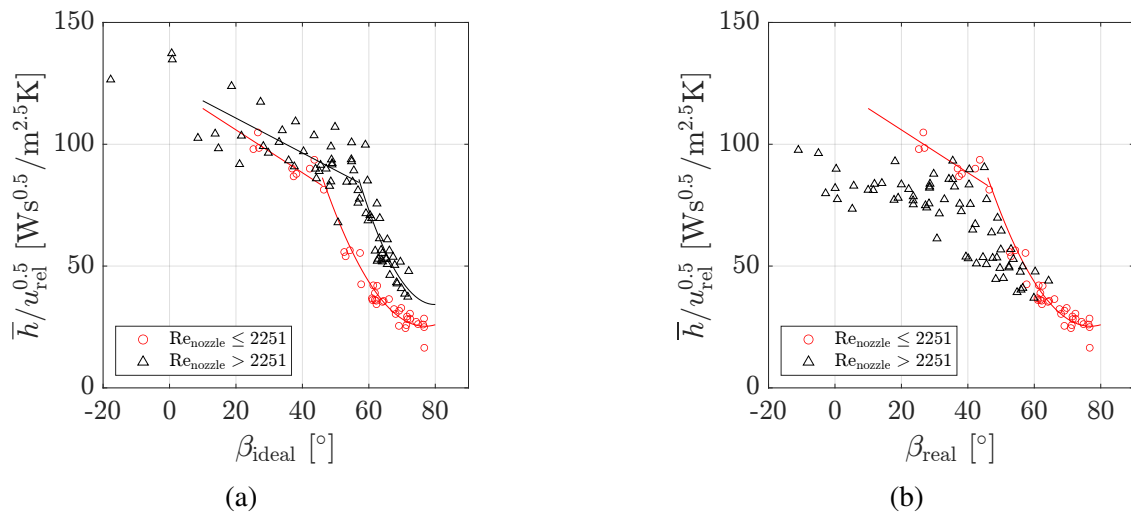 150
100
50
0
-20 0 20 40 60 80
h̅/u_rel^0.5 [Ws^0.5/m^2.5K]
β_ideal [°]
○ Re_nozzle ≤ 2251
△ Re_nozzle > 2251
(a)
150
100
50
0
-20 0 20 40 60 80
h̅/u_rel^0.5 [Ws^0.5/m^2.5K]
β_real [°]
○ Re_nozzle ≤ 2251
△ Re_nozzle > 2251
(b)